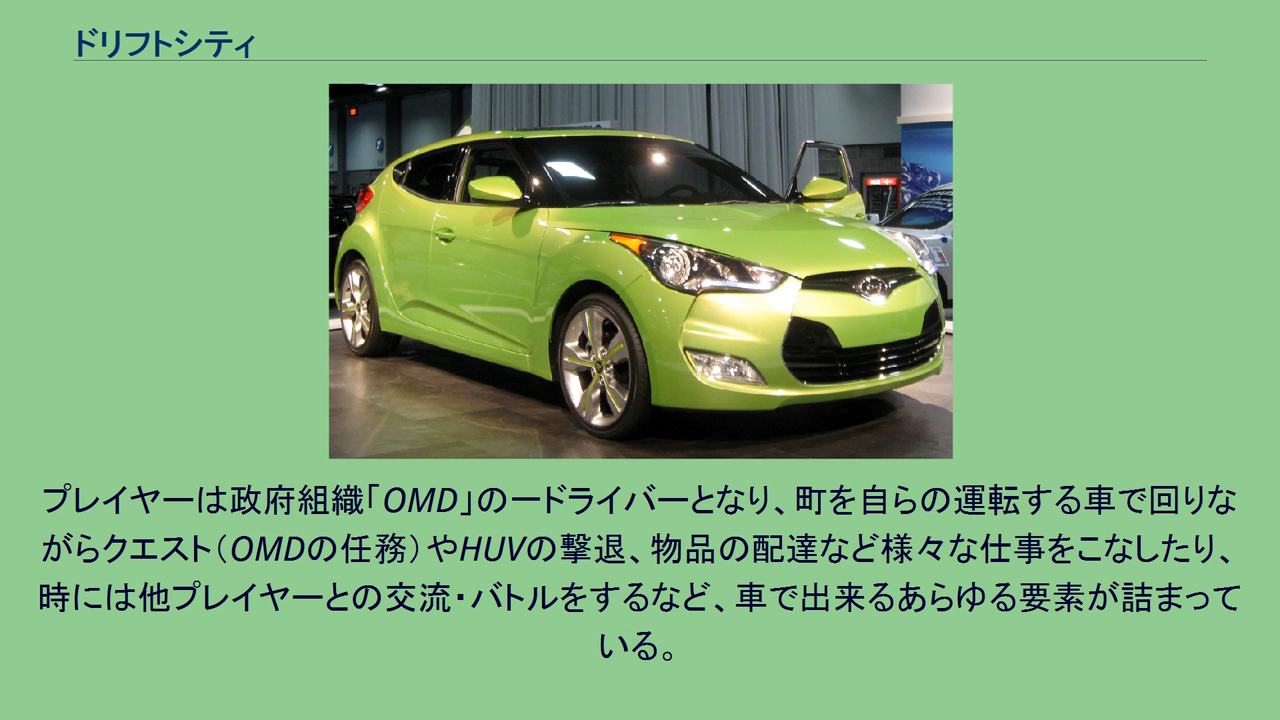 ドリフトシティ
プレイヤーは政府組織「OMD」の一ドライバーとなり、町を自らの運転する車で回りな
がらクエスト（OMDの任務）やHUVの撃退、物品の配達など様々な仕事をこなしたり、
時には他プレイヤーとの交流・バトルをするなど、車で出来るあらゆる要素が詰まって
いる。